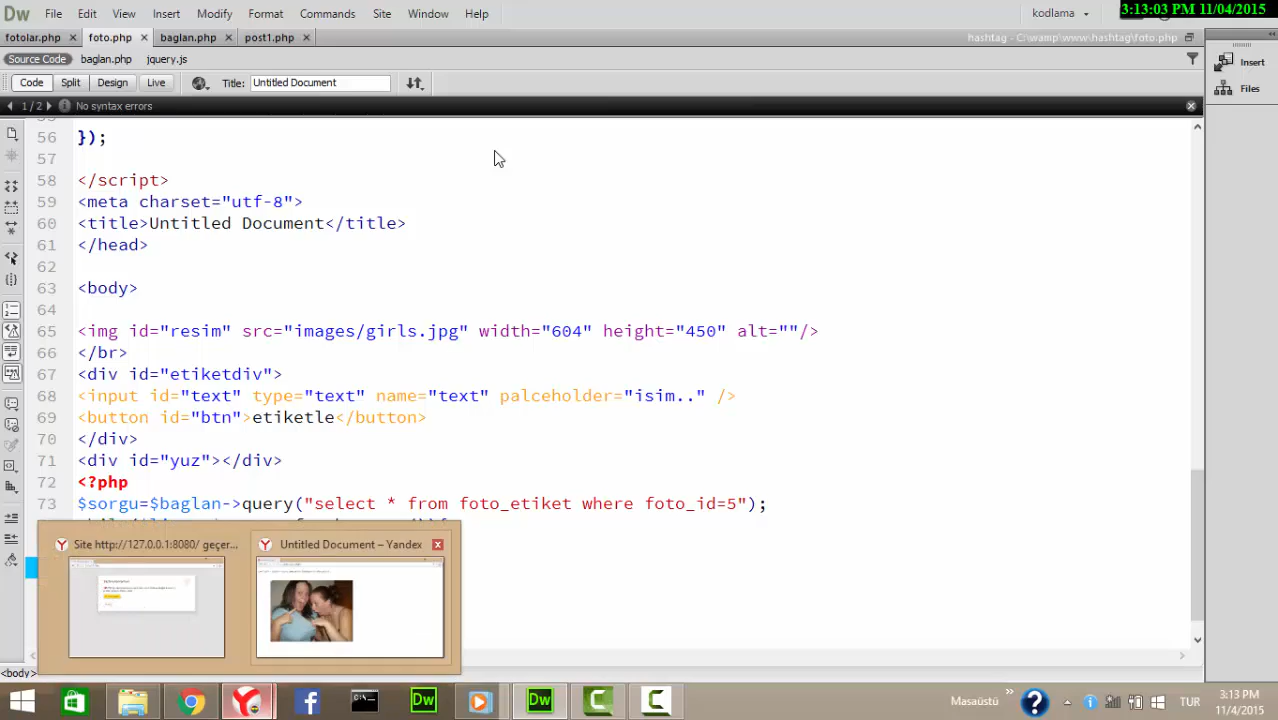 Dw File Edit View Insert Modify Format Commands Site Window Help kodlama 3:13:03 PM 11/04/2015
fotolar.php × foto.php × baglan.php × post1.php × hashtag - C:\wamp\www\hashtag\foto.php
Source Code baglan.php jquery.js
Code Split Design Live Title: Untitled Document
1/2 No syntax errors
Insert
Files
56 });
57
58 </script>
59 <meta charset="utf-8">
60 <title>Untitled Document</title>
61 </head>
62
63 <body>
64
65 <img id="resim" src="images/girls.jpg" width="604" height="450" alt=""/>
66 </br>
67 <div id="etiketdiv">
68 <input id="text" type="text" name="text" palceholder="isim.." />
69 <button id="btn">etiketle</button>
70 </div>
71 <div id="yuz"></div>
72 <?php
73 $sorgu=$baglan->query("select * from foto_etiket where foto_id=5");
Site http://127.0.0.1:8080/ geçer... Untitled Document – Yandex
<body>
Masaüstü » TUR 3:13 PM
11/4/2015